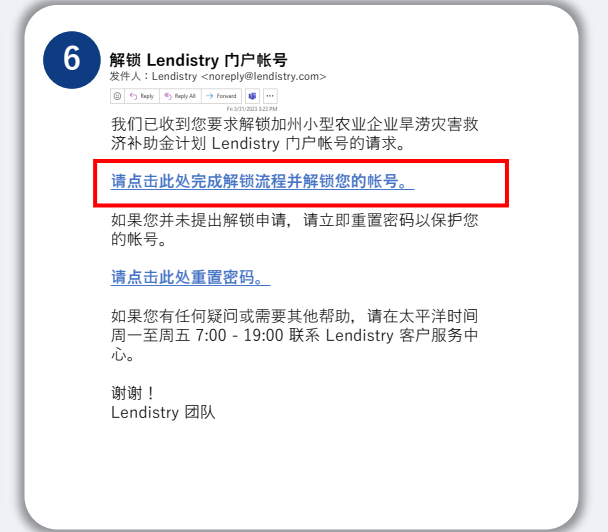 6
解锁 Lendistry 门户帐号
发件人：Lendistry <noreply@lendistry.com>
Reply Reply All Forward ...
Fri 3/31/2023 3:23 PM
我们已收到您要求解锁加州小型农业企业旱涝灾害救
济补助金计划 Lendistry 门户帐号的请求。
请点击此处完成解锁流程并解锁您的帐号。
如果您并未提出解锁申请，请立即重置密码以保护您
的帐号。
请点击此处重置密码。
如果您有任何疑问或需要其他帮助，请在太平洋时间
周一至周五 7:00 - 19:00 联系 Lendistry 客户服务中
心。
谢谢！
Lendistry 团队